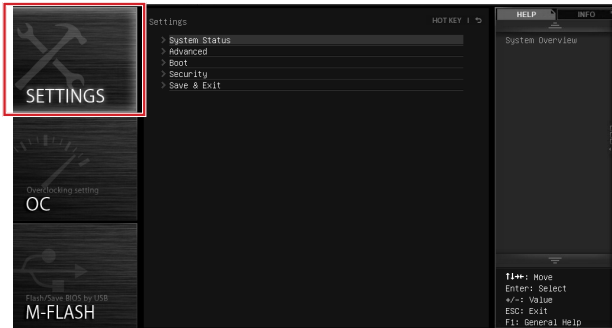 SETTINGS
Overclocking setting
OC
Flash/Save BIOS by USB
M-FLASH
Settings
HOT KEY
> System Status
> Advanced
> Boot
> Security
> Save & Exit
HELP
INFO
System Overview
↑↓→←: Move
Enter: Select
+/-: Value
ESC: Exit
F1: General Help